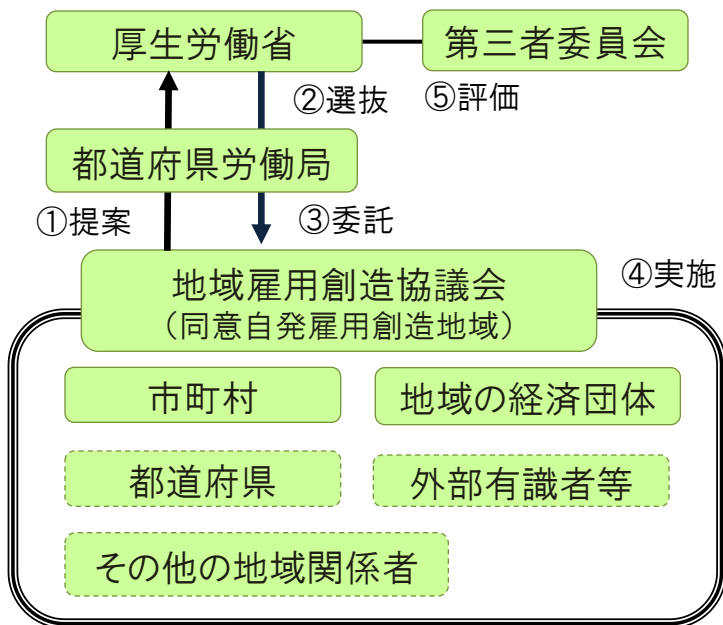 厚生労働省
第三者委員会
②選抜
⑤評価
都道府県労働局
①提案
③委託
地域雇用創造協議会
（同意自発雇用創造地域）
④実施
市町村
地域の経済団体
都道府県
外部有識者等
その他の地域関係者